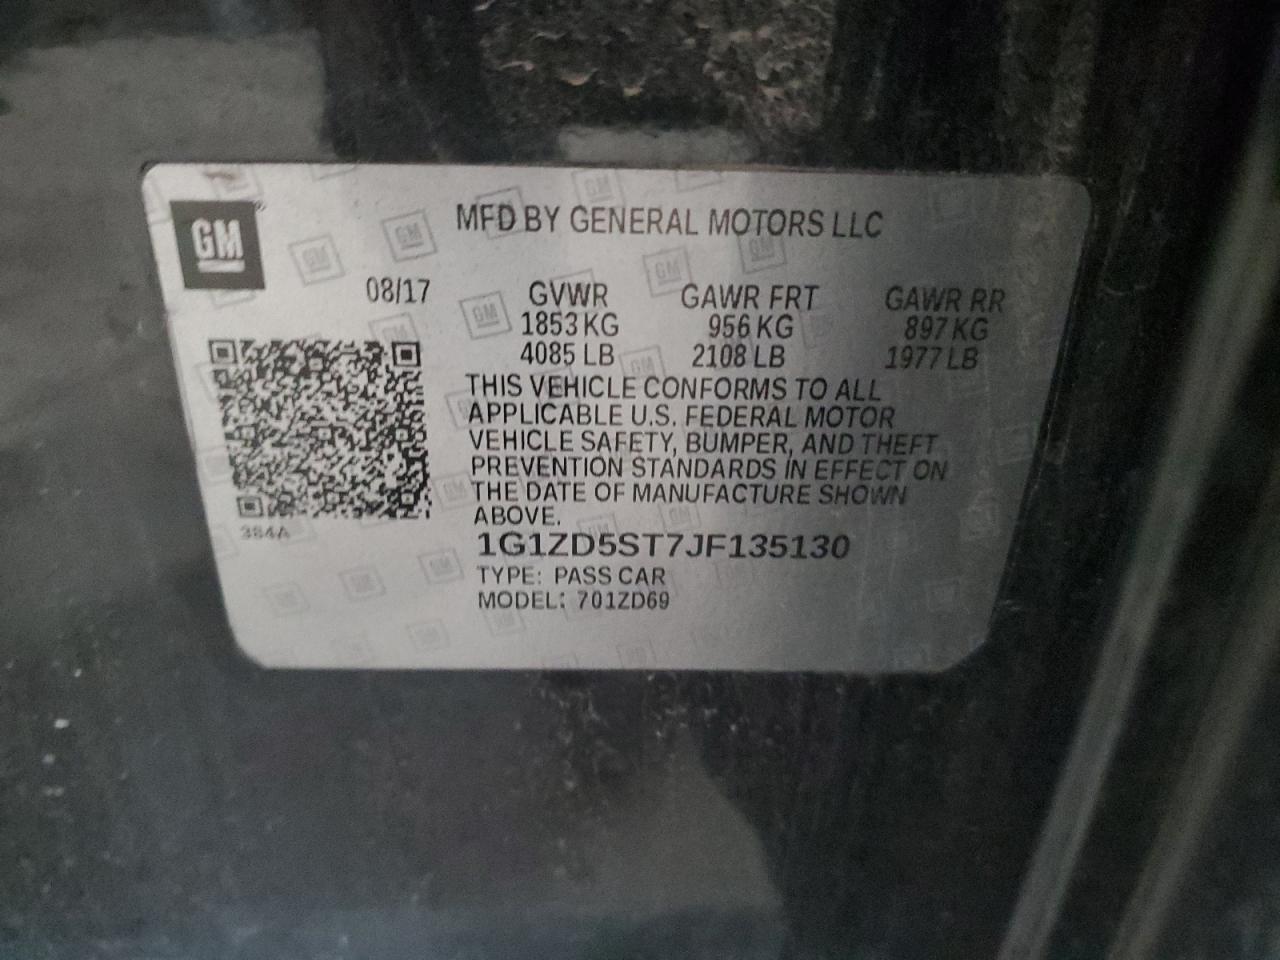 GM
MFD BY GENERAL MOTORS LLC
08/17
GVWR GAWR FRT GAWR RR
1853 KG 956 KG 897 KG
4085 LB 2108 LB 1977 LB
THIS VEHICLE CONFORMS TO ALL
APPLICABLE U.S. FEDERAL MOTOR
VEHICLE SAFETY, BUMPER, AND THEFT
PREVENTION STANDARDS IN EFFECT ON
THE DATE OF MANUFACTURE SHOWN
ABOVE.
384A
1G1ZD5ST7JF135130
TYPE: PASS CAR
MODEL: 701ZD69